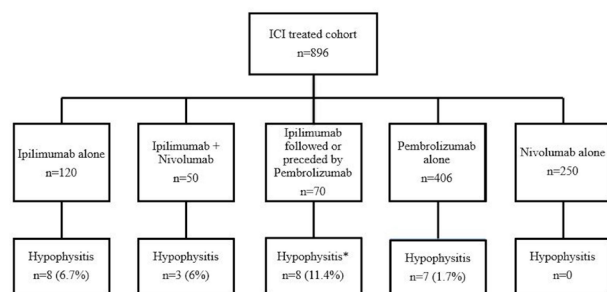 ICI treated cohort
n=896
Ipilimumab alone
n=120
Ipilimumab +
Nivolumab
n=50
Ipilimumab
followed or
preceded by
Pembrolizumab
n=70
Pembrolizumab
alone
n=406
Nivolumab alone
n=250
Hypophysitis
n=8 (6.7%)
Hypophysitis
n=3 (6%)
Hypophysitis*
n=8 (11.4%)
Hypophysitis
n=7 (1.7%)
Hypophysitis
n=0